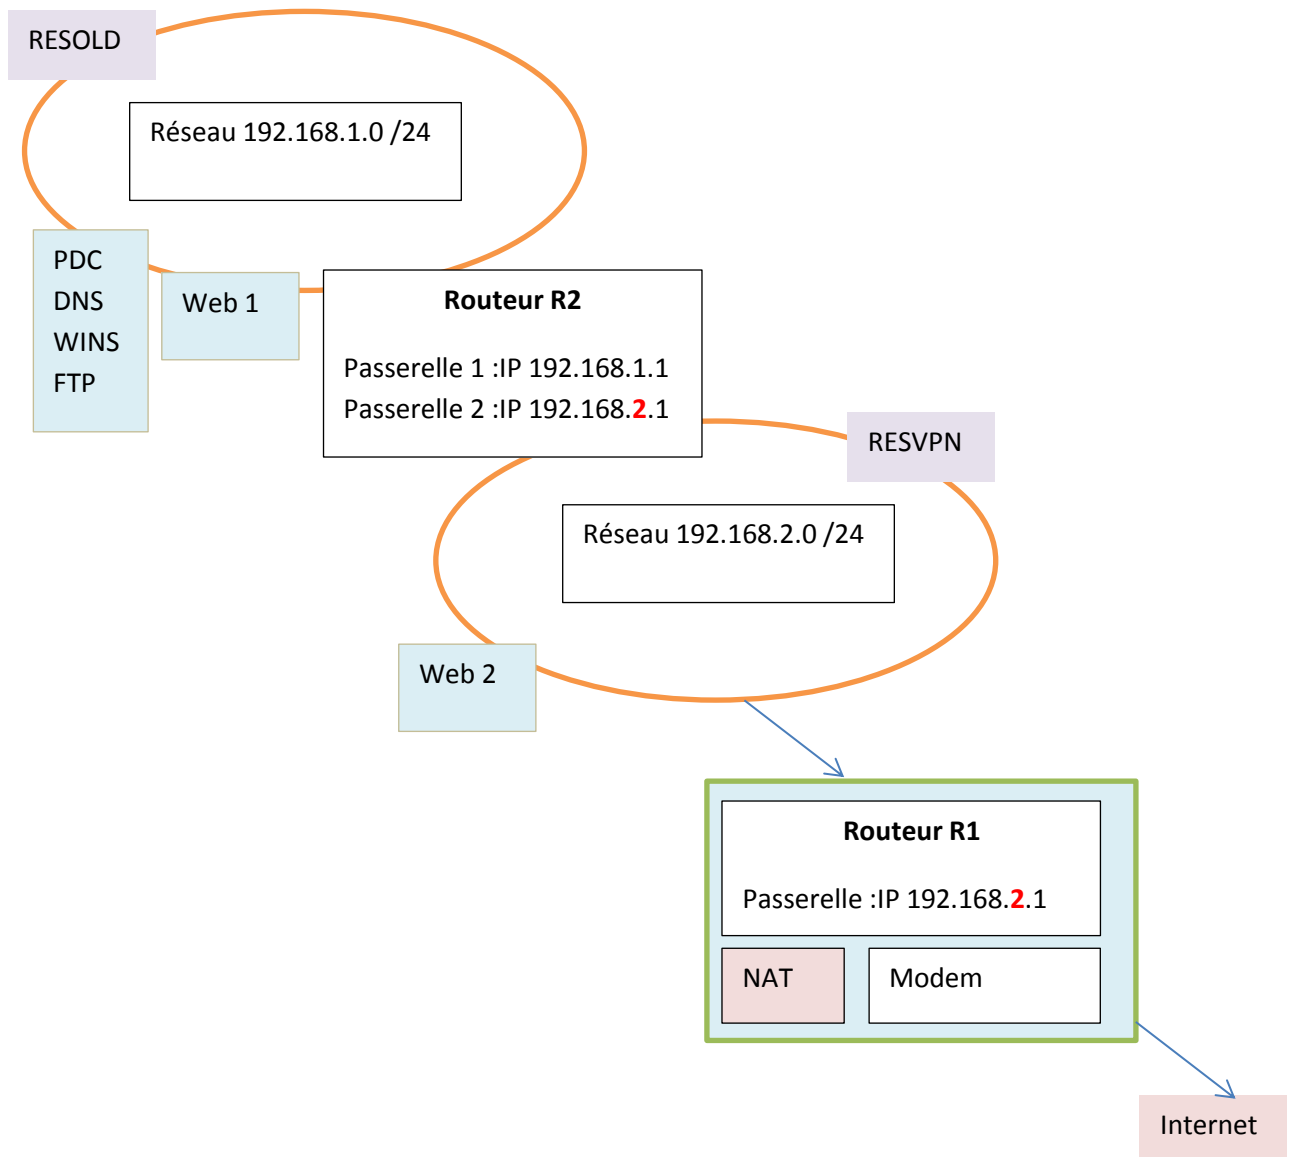 RESOLD
Réseau 192.168.1.0 /24
PDC
DNS
WINS
FTP
Web 1
Routeur R2
Passerelle 1 :IP 192.168.1.1
Passerelle 2 :IP 192.168.2.1
RESVPN
Réseau 192.168.2.0 /24
Web 2
Routeur R1
Passerelle :IP 192.168.2.1
NAT
Modem
Internet